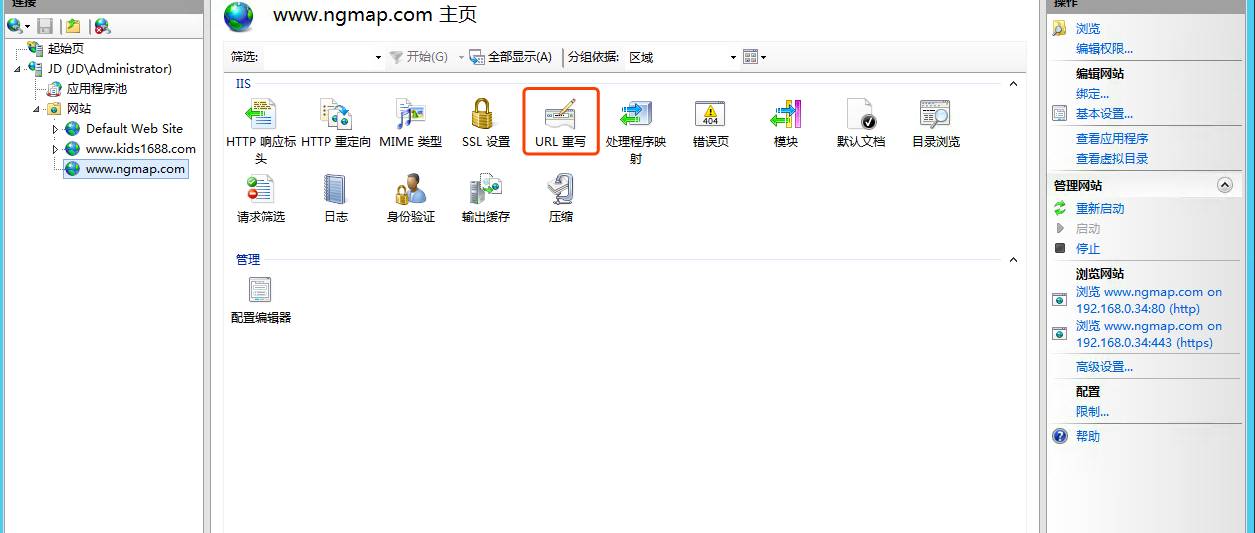 连接
起始页
JD (JD\Administrator)
应用程序池
网站
Default Web Site
www.kids1688.com
www.ngmap.com
www.ngmap.com 主页
筛选:
开始(G)
全部显示(A)
分组依据:
区域
IIS
HTTP 响应标
头
HTTP 重定向
MIME 类型
SSL 设置
URL 重写
处理程序映
射
错误页
模块
默认文档
目录浏览
404
请求筛选
日志
身份验证
输出缓存
压缩
管理
配置编辑器
操作
浏览
编辑权限...
编辑网站
绑定...
基本设置...
查看应用程序
查看虚拟目录
管理网站
重新启动
启动
停止
浏览网站
浏览 www.ngmap.com on
192.168.0.34:80 (http)
浏览 www.ngmap.com on
192.168.0.34:443 (https)
高级设置...
配置
限制...
帮助